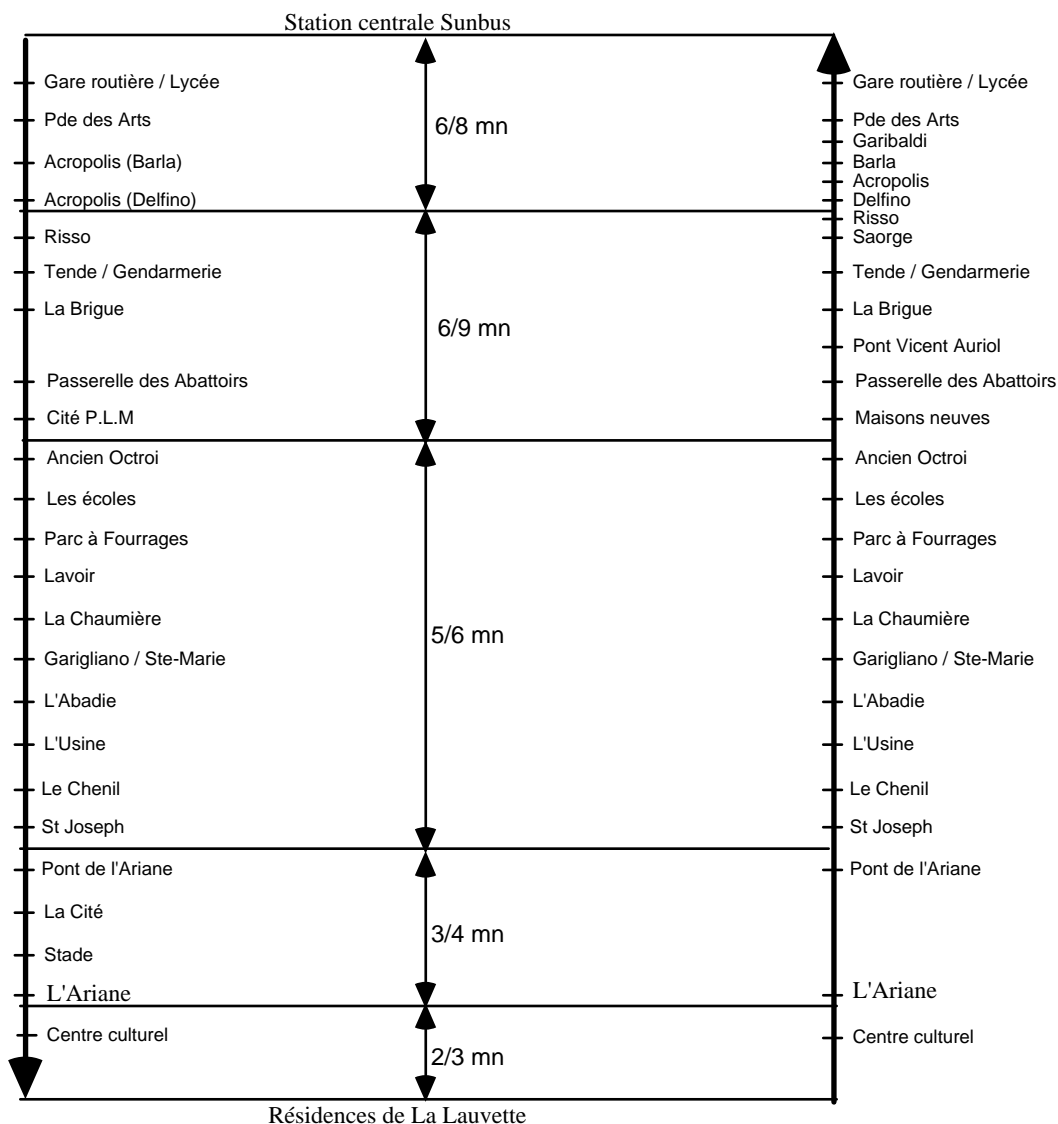 Station centrale Sunbus
Gare routière / Lycée
Gare routière / Lycée
Pde des Arts
6/8 mn
Pde des Arts
Garibaldi
Acropolis (Barla)
Barla
Acropolis
Acropolis (Delfino)
Delfino
Risso
Risso
Saorge
Tende / Gendarmerie
Tende / Gendarmerie
La Brigue
6/9 mn
La Brigue
Pont Vicent Auriol
Passerelle des Abattoirs
Passerelle des Abattoirs
Cité P.L.M
Maisons neuves
Ancien Octroi
Ancien Octroi
Les écoles
Les écoles
Parc à Fourrages
Parc à Fourrages
Lavoir
Lavoir
La Chaumière
La Chaumière
5/6 mn
Garigliano / Ste-Marie
Garigliano / Ste-Marie
L'Abadie
L'Abadie
L'Usine
L'Usine
Le Chenil
Le Chenil
St Joseph
St Joseph
Pont de l'Ariane
Pont de l'Ariane
La Cité
3/4 mn
Stade
L'Ariane
L'Ariane
Centre culturel
Centre culturel
2/3 mn
Résidences de La Lauvette